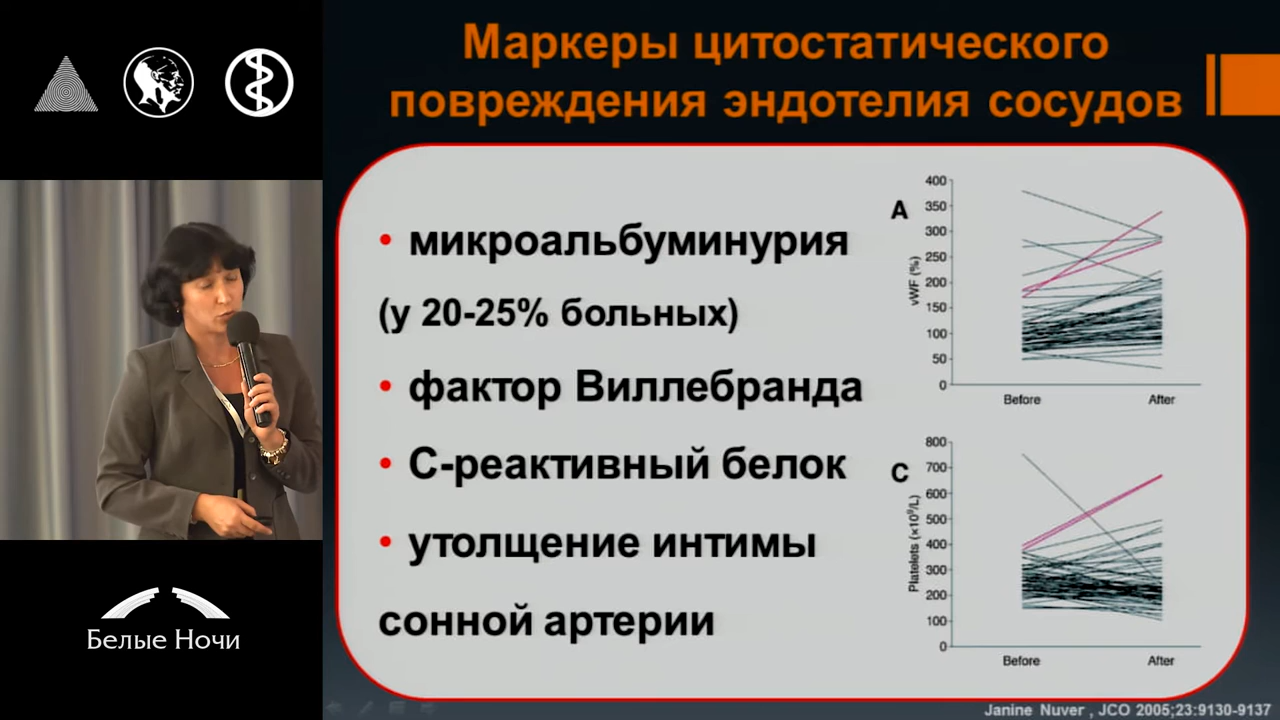 Маркеры цитостатического
повреждения эндотелия сосудов
• микроальбуминурия
(у 20-25% больных)
• фактор Виллебранда
• С-реактивный белок
• утолщение интимы
сонной артерии
A
vWF (%)
400
350
300
250
200
150
100
50
0
Before After
C
Platelets (×10⁹/L)
800
700
600
500
400
300
200
100
0
Before After
Janine Nuver , JCO 2005;23:9130-9137
Белые Ночи